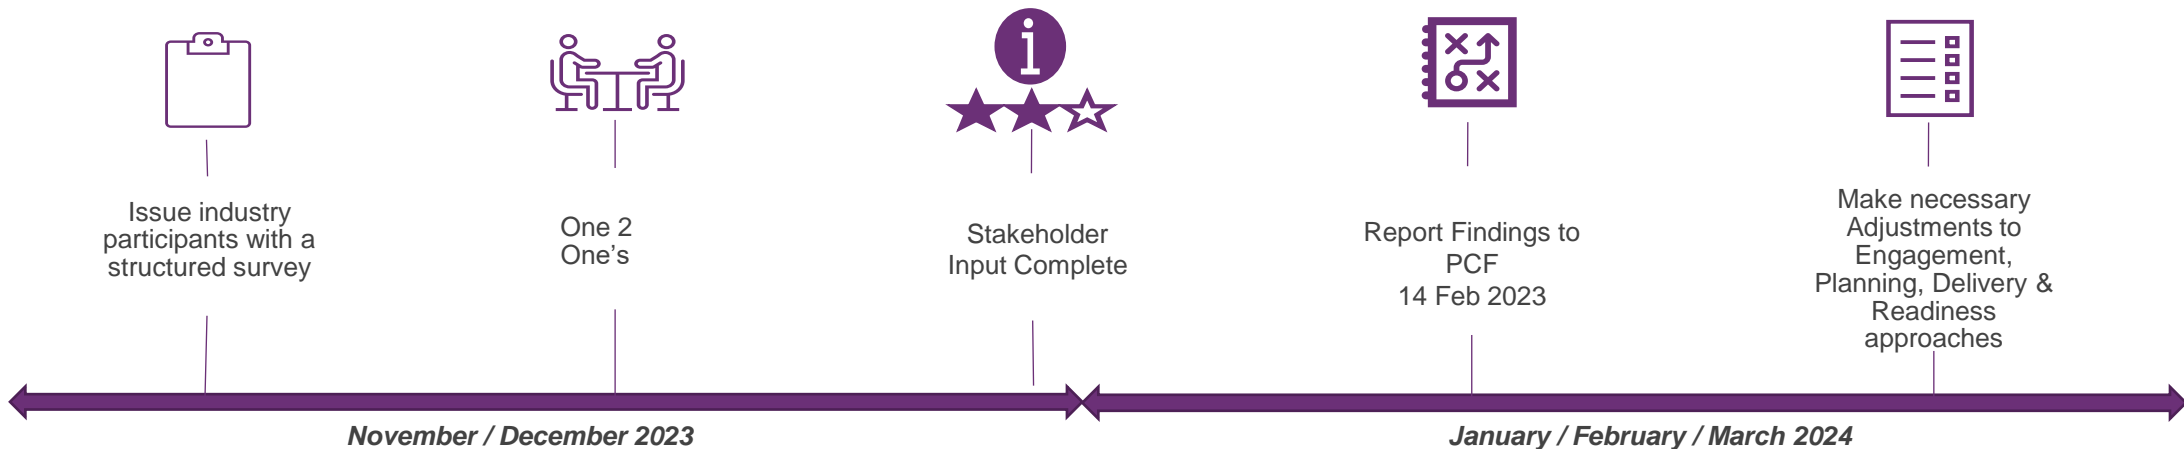 Issue industry
participants with a
structured survey
One 2
One's
Stakeholder
Input Complete
Report Findings to
PCF
14 Feb 2023
Make necessary
Adjustments to
Engagement,
Planning, Delivery &
Readiness
approaches
November / December 2023
January / February / March 2024